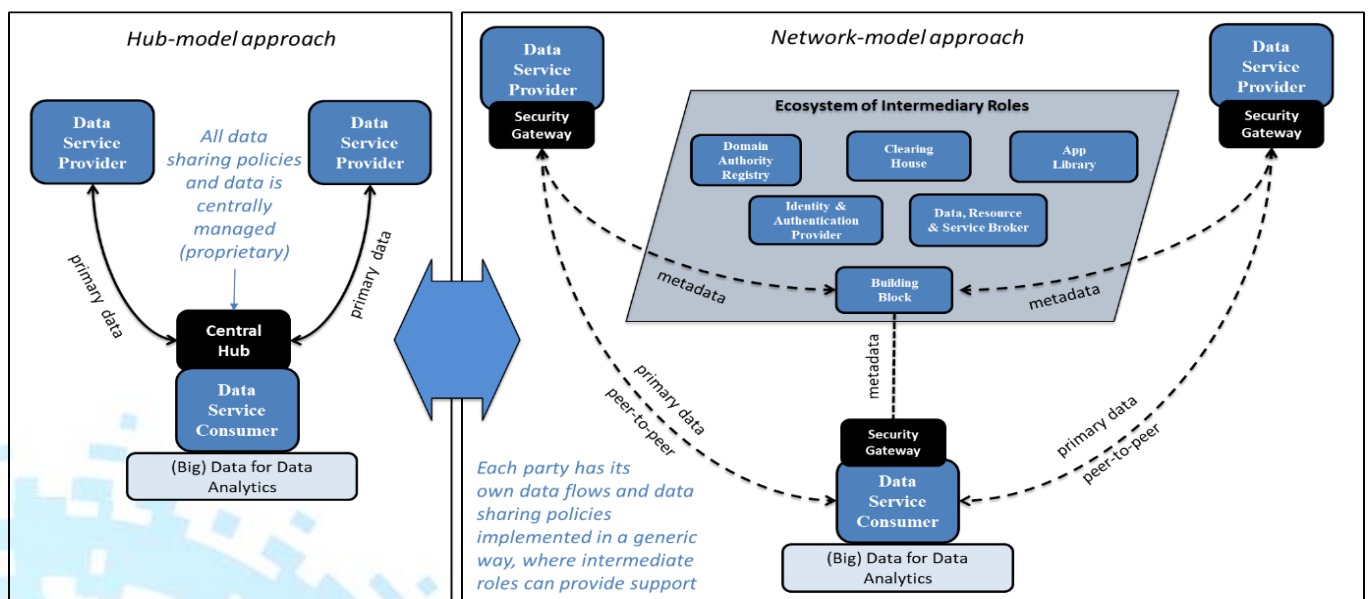 Hub-model approach
Data
Service
Provider
Data
Service
Provider
All data
sharing policies
and data is
centrally
managed
(proprietary)
primary data
primary data
Central
Hub
Data
Service
Consumer
(Big) Data for Data
Analytics
Network-model approach
Data
Service
Provider
Security
Gateway
Data
Service
Provider
Security
Gateway
Ecosystem of Intermediary Roles
Domain
Authority
Registry
Clearing
House
App
Library
Identity &
Authentication
Provider
Data, Resource
& Service Broker
Building
Block
metadata
metadata
metadata
primary data
peer-to-peer
primary data
peer-to-peer
Security
Gateway
Data
Service
Consumer
(Big) Data for Data
Analytics
Each party has its
own data flows and data
sharing policies
implemented in a generic
way, where intermediate
roles can provide support